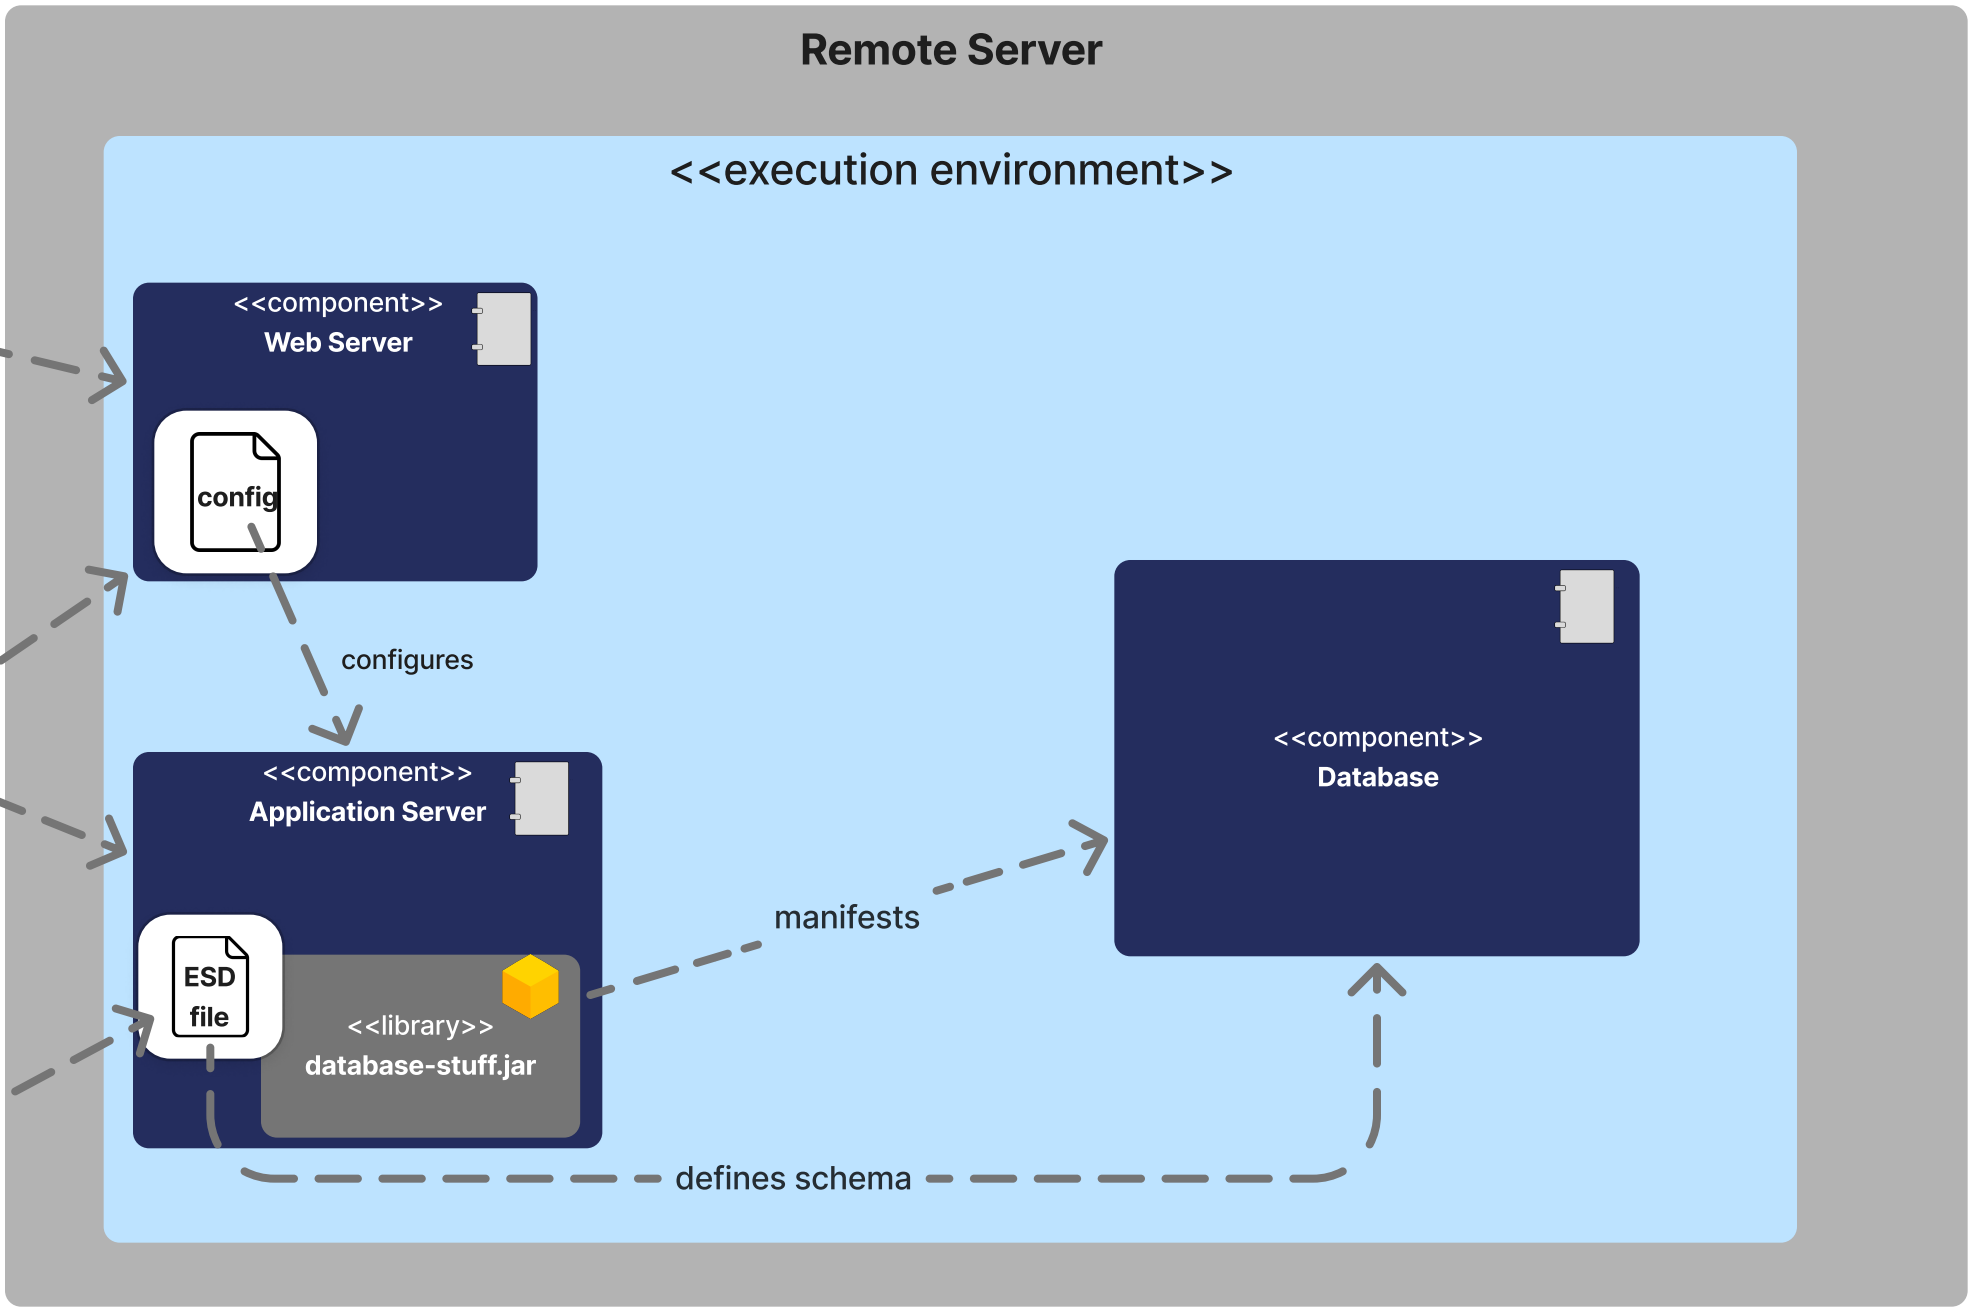 Remote Server
<<execution environment>>
<<component>>
Web Server
config
configures
<<component>>
Application Server
ESD
file
<<library>>
database-stuff.jar
manifests
<<component>>
Database
defines schema